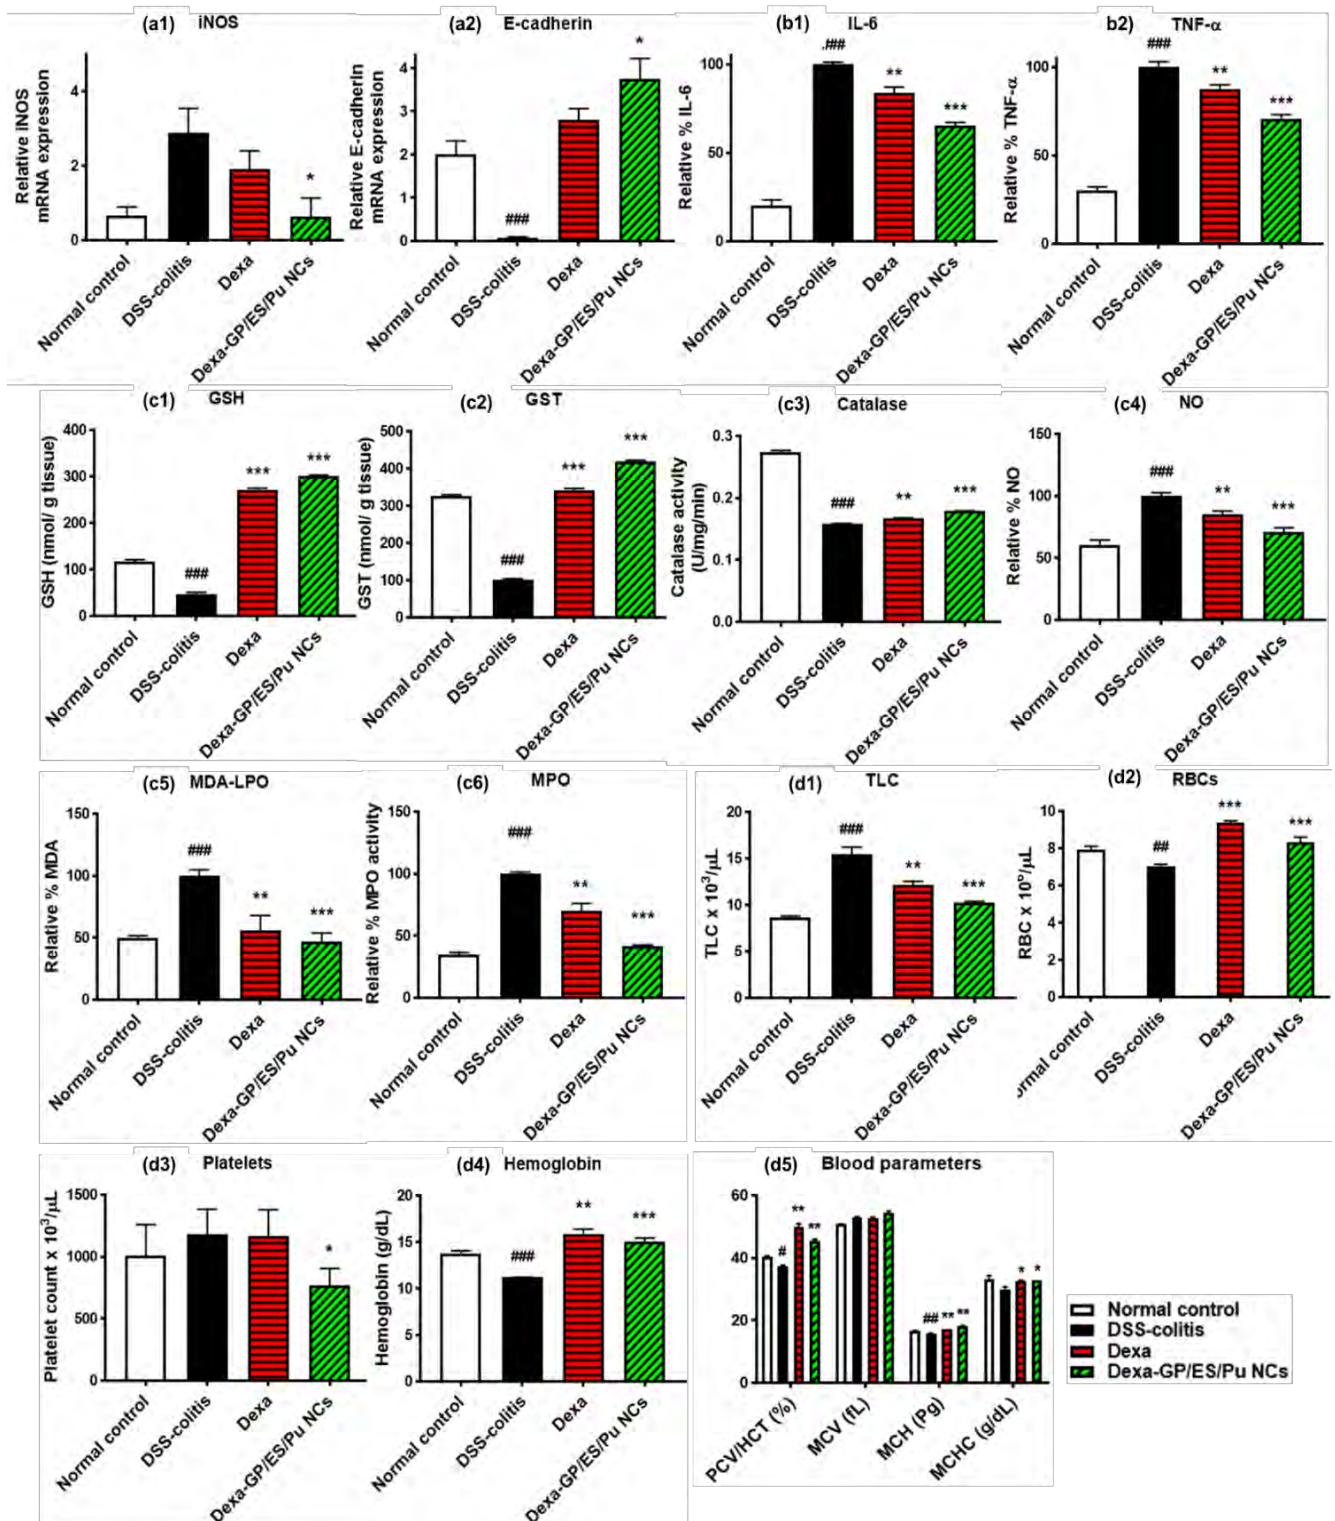 (a1) iNOS
Relative iNOS
mRNA expression
4
2
0
*
Normal control
DSS-colitis
Dexa
Dexa-GP/ES/Pu NCs
(a2) E-cadherin
Relative E-cadherin
mRNA expression
4
3
2
1
0
###
*
Normal control
DSS-colitis
Dexa
Dexa-GP/ES/Pu NCs
(b1) IL-6
Relative % IL-6
100
50
0
.###
**
***
Normal control
DSS-colitis
Dexa
Dexa-GP/ES/Pu NCs
b2) TNF-α
Relative % TNF-α
100
50
0
###
**
***
Normal control
DSS-colitis
Dexa
Dexa-GP/ES/Pu NCs
(c1) GSH
GSH (nmol/ g tissue)
400
300
200
100
0
###
***
***
Normal control
DSS-colitis
Dexa
Dexa-GP/ES/Pu NCs
(c2) GST
GST (nmol/ g tissue)
500
400
300
200
100
0
###
***
***
Normal control
DSS-colitis
Dexa
Dexa-GP/ES/Pu NCs
(c3) Catalase
Catalase activity
(U/mg/min)
0.3
0.2
0.1
0.0
###
**
***
Normal control
DSS-colitis
Dexa
Dexa-GP/ES/Pu NCs
(c4) NO
Relative % NO
150
100
50
0
###
**
***
Normal control
DSS-colitis
Dexa
Dexa-GP/ES/Pu NCs
(c5) MDA-LPO
Relative % MDA
150
100
50
0
###
**
***
Normal control
DSS-colitis
Dexa
Dexa-GP/ES/Pu NCs
(c6) MPO
Relative % MPO activity
150
100
50
0
###
**
***
Normal control
DSS-colitis
Dexa
Dexa-GP/ES/Pu NCs
(d1) TLC
TLC x 10³/μL
20
15
10
5
0
###
**
***
Normal control
DSS-colitis
Dexa
Dexa-GP/ES/Pu NCs
(d2) RBCs
10
8
6
4
2
0
##
***
***
ormal control
DSS-colitis
Dexa
Dexa-GP/ES/Pu NCs
(d3) Platelets
Platelet count x 10³/μL
1500
1000
500
0
*
Normal control
DSS-colitis
Dexa
Dexa-GP/ES/Pu NCs
(d4) Hemoglobin
Hemoglobin (g/dL)
20
15
10
5
0
###
**
***
Normal control
DSS-colitis
Dexa
Dexa-GP/ES/Pu NCs
(d5) Blood parameters
60
40
20
0
# ** **
## ** **
* *
PCV/HCT (%)
MCV (fL)
MCH (Pg)
MCHC (g/dL)
Normal control
DSS-colitis
Dexa
Dexa-GP/ES/Pu NCs